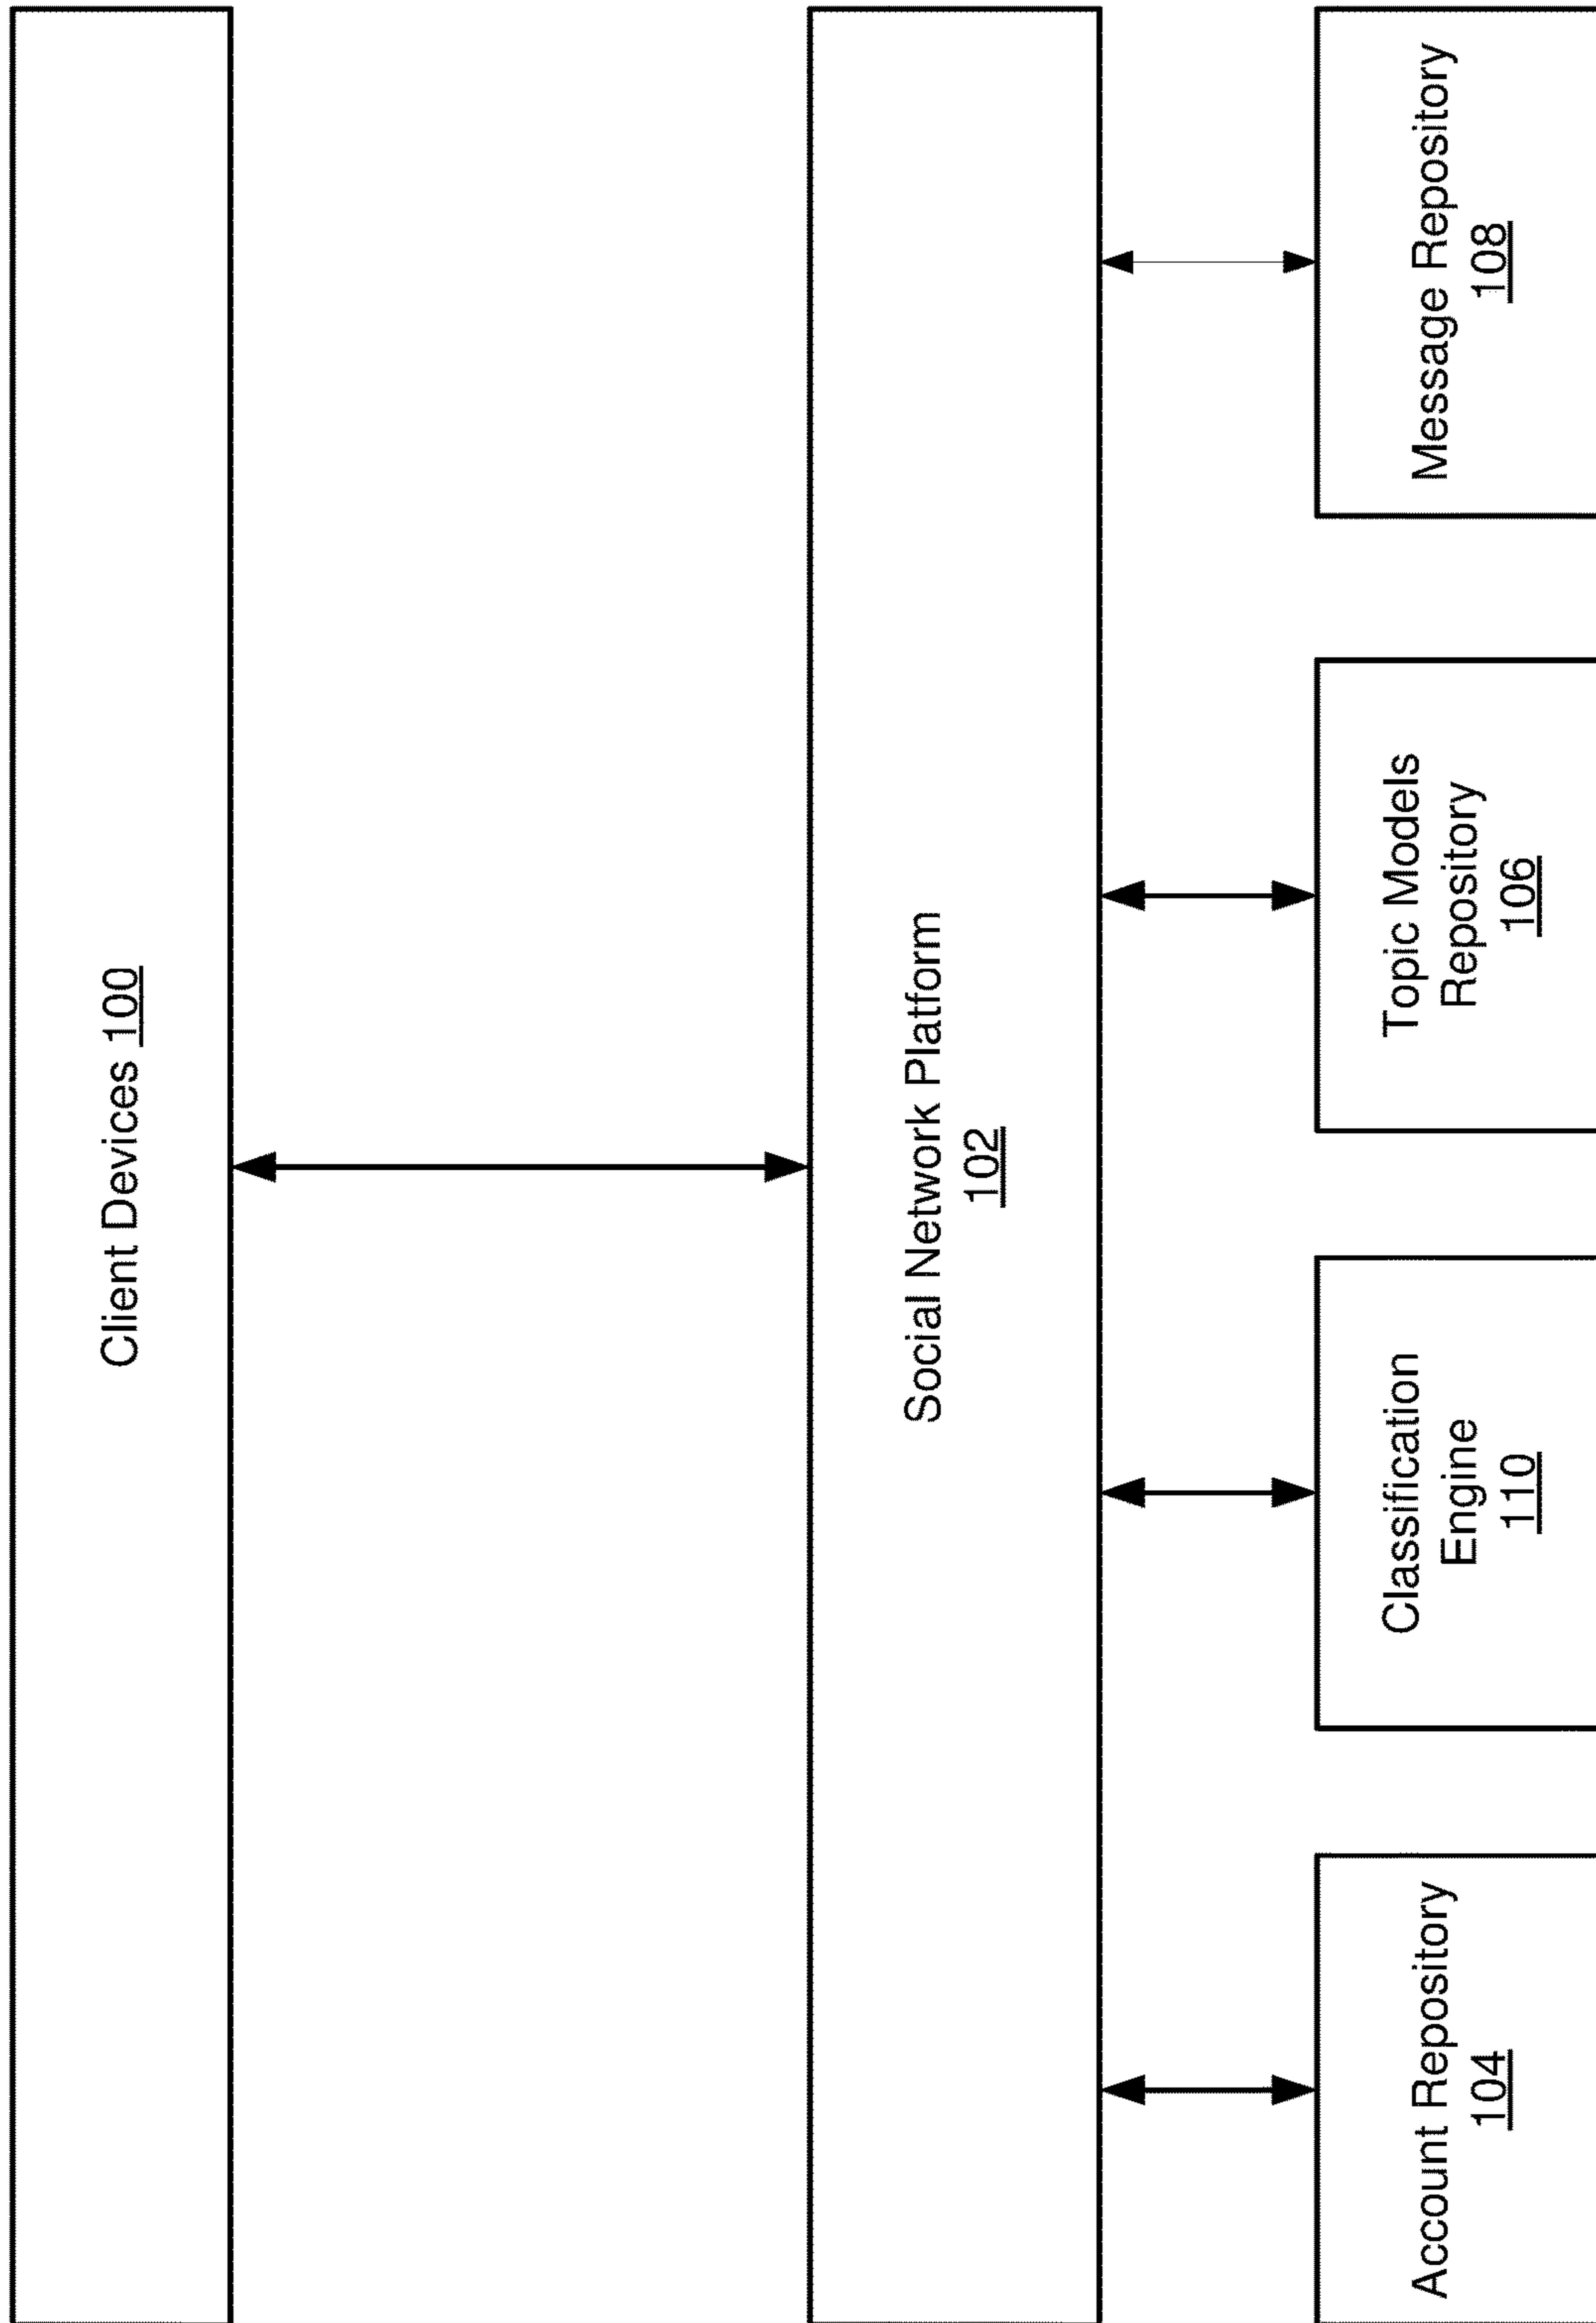 Client Devices 100
Social Network Platform
102
Account Repository
104
Classification
Engine
110
Topic Models
Repository
106
Message Repository
108